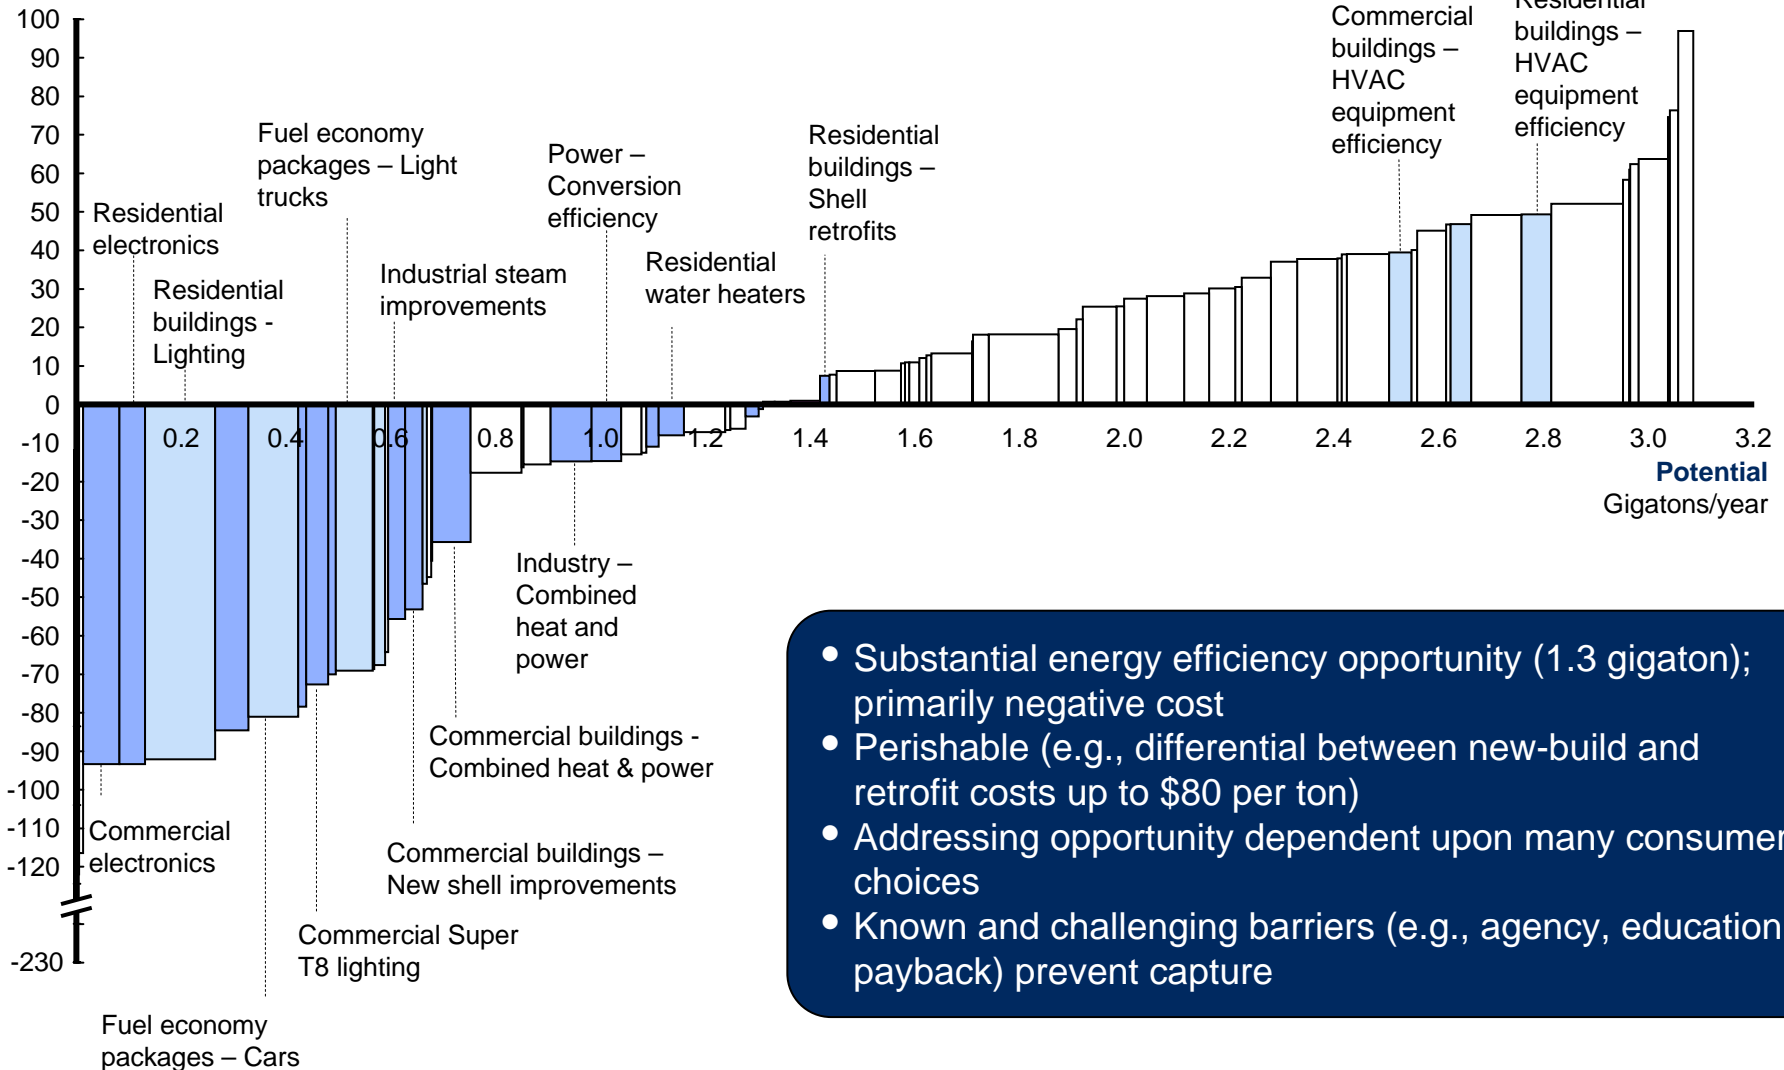 100
90
80
70
60
50
40
30
20
10
0
-10
-20
-30
-40
-50
-60
-70
-80
-90
-100
-110
-120
-230
Residential
electronics
Residential
buildings -
Lighting
Fuel economy
packages – Light
trucks
Industrial steam
improvements
Power –
Conversion
efficiency
Residential
water heaters
Residential
buildings –
Shell
retrofits
Commercial
buildings –
HVAC
equipment
efficiency
Residential
buildings –
HVAC
equipment
efficiency
0.2 0.4 0.6 0.8 1.0 1.2 1.4 1.6 1.8 2.0 2.2 2.4 2.6 2.8 3.0 3.2
Potential
Gigatons/year
Commercial
electronics
Fuel economy
packages – Cars
Commercial Super
T8 lighting
Commercial buildings –
New shell improvements
Commercial buildings -
Combined heat & power
Industry –
Combined
heat and
power
• Substantial energy efficiency opportunity (1.3 gigaton);
primarily negative cost
• Perishable (e.g., differential between new-build and
retrofit costs up to $80 per ton)
• Addressing opportunity dependent upon many consumer
choices
• Known and challenging barriers (e.g., agency, education
payback) prevent capture